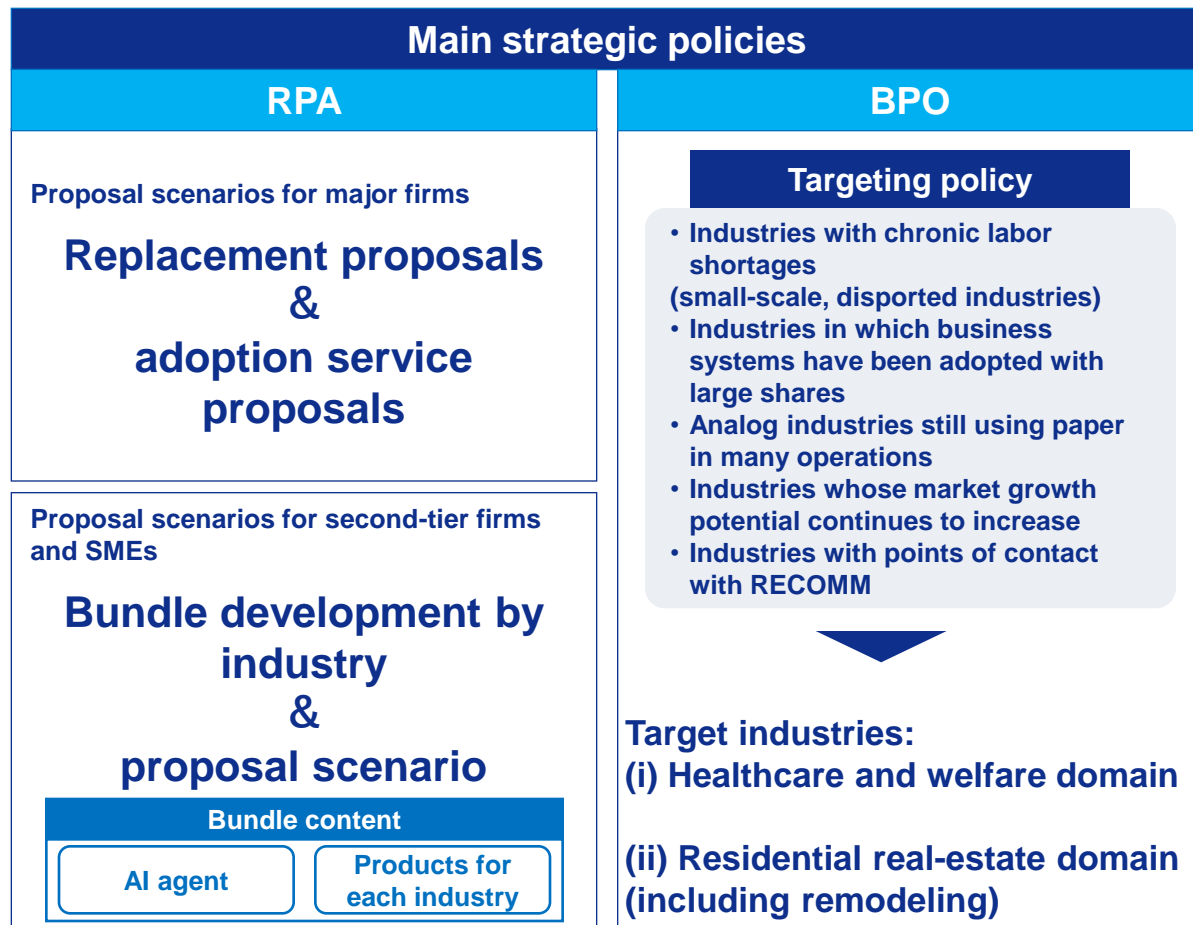 Main strategic policies
RPA
Proposal scenarios for major firms
Replacement proposals
&
adoption service
proposals
Proposal scenarios for second-tier firms
and SMEs
Bundle development by
industry
&
proposal scenario
Bundle content
AI agent
Products for
each industry
BPO
Targeting policy
• Industries with chronic labor
shortages
(small-scale, disported industries)
• Industries in which business
systems have been adopted with
large shares
• Analog industries still using paper
in many operations
• Industries whose market growth
potential continues to increase
• Industries with points of contact
with RECOMM
Target industries:
(i) Healthcare and welfare domain
(ii) Residential real-estate domain
(including remodeling)